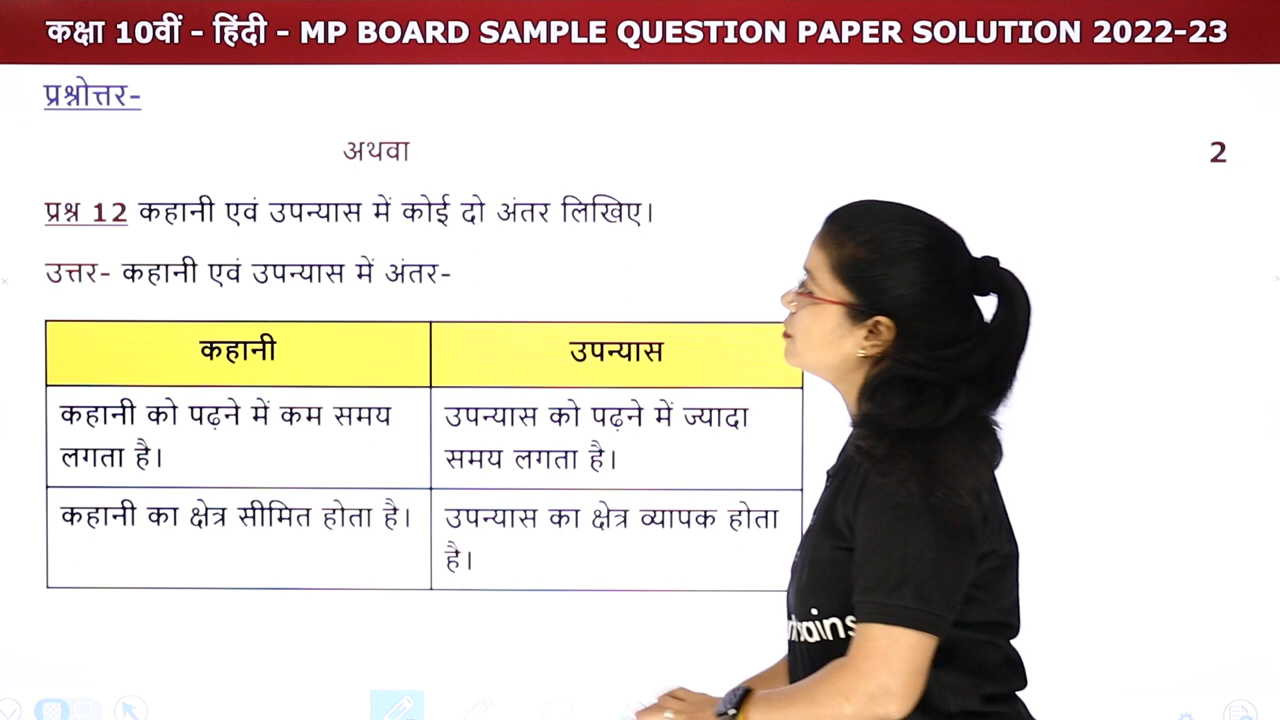 कक्षा 10वीं - हिंदी - MP BOARD SAMPLE QUESTION PAPER SOLUTION 2022-23
प्रश्नोत्तर-
अथवा 2
प्रश्न 12 कहानी एवं उपन्यास में कोई दो अंतर लिखिए।
उत्तर- कहानी एवं उपन्यास में अंतर-
कहानी उपन्यास
कहानी को पढ़ने में कम समय
लगता है।
उपन्यास को पढ़ने में ज्यादा
समय लगता है।
कहानी का क्षेत्र सीमित होता है।
उपन्यास का क्षेत्र व्यापक होता
है।